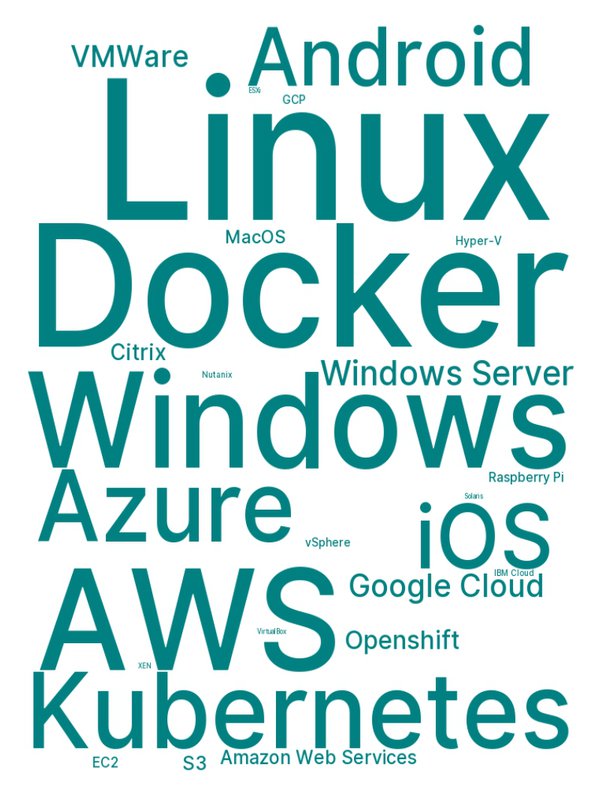 Android
VMWare
ESXi
GCP
Linux
MacOS
Hyper-V
Docker
Citrix
Nutanix
Windows Server
Windows
Raspberry Pi
Azure
Solaris
iOS
vSphere
IBM Cloud
Google Cloud
AWS
VirtualBox
Openshift
XEN
Kubernetes
EC2
S3
Amazon Web Services